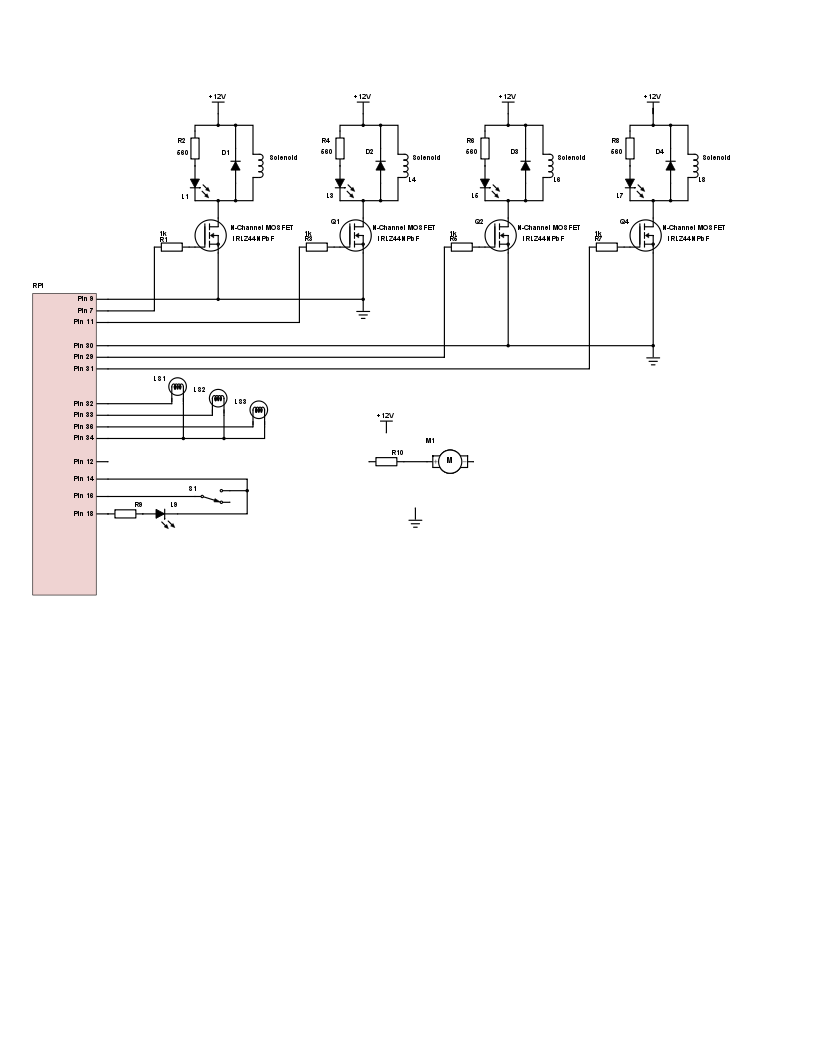 +12V +12V +12V +12V
R2 R4 R6 R8
560 D1 560 D2 560 D3 560 D4
Solenoid Solenoid Solenoid Solenoid
L4 L6 L8
L1 L3 L5 L7
Q1 Q2 Q4
N-Channel MOSFET N-Channel MOSFET N-Channel MOSFET N-Channel MOSFET
1k 1k 1k 1k
R1 IRLZ44NPbF R3 IRLZ44NPbF R5 IRLZ44NPbF R7 IRLZ44NPbF
RPI
Pin 9
Pin 7
Pin 11
Pin 30
Pin 29
Pin 31
LS1
LS2
LS3
Pin 32
Pin 33
Pin 36
Pin 34
+12V
M1
R10
M
Pin 12
Pin 14
S1
Pin 16
R9 L9
Pin 18